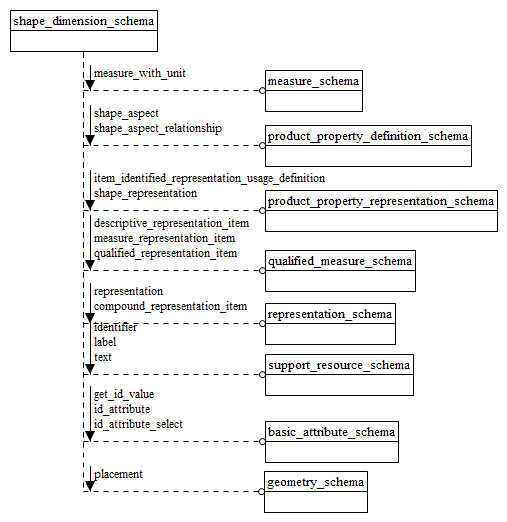 shape_dimension_schema
measure_with_unit
measure_schema
shape_aspect
shape_aspect_relationship
product_property_definition_schema
item_identified_representation_usage_definition
shape_representation
product_property_representation_schema
descriptive_representation_item
measure_representation_item
qualified_representation_item
qualified_measure_schema
representation
compound_representation_item
representation_schema
identifier
label
text
support_resource_schema
get_id_value
id_attribute
id_attribute_select
basic_attribute_schema
placement
geometry_schema